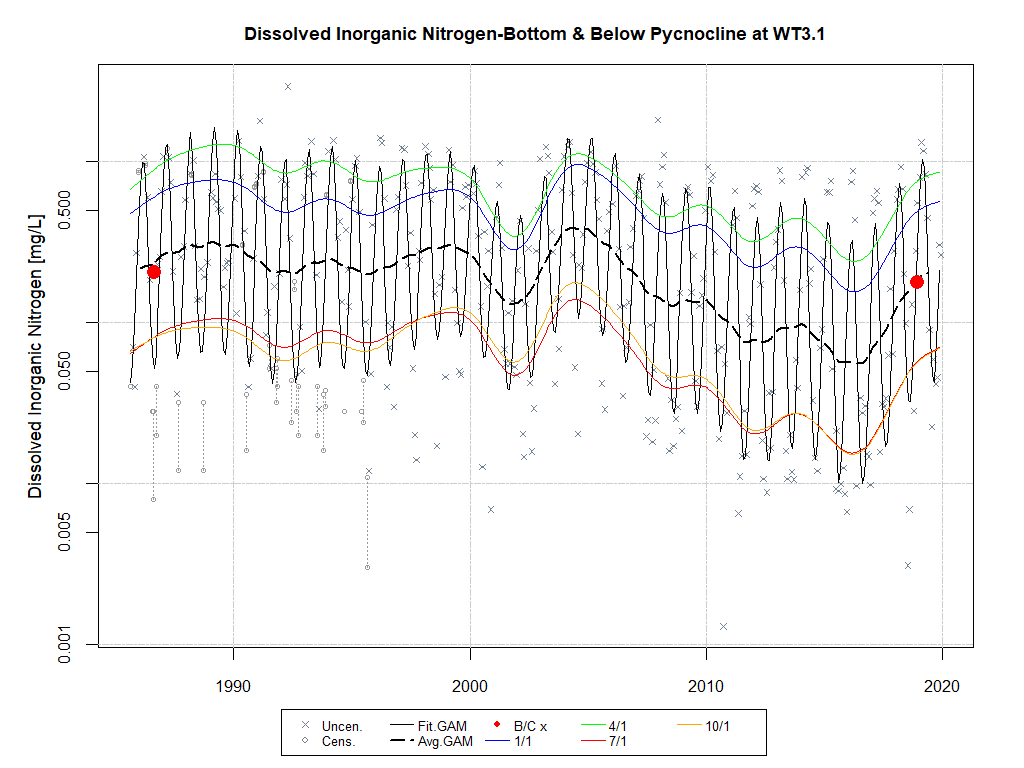 Dissolved Inorganic Nitrogen-Bottom & Below Pycnocline at WT3.1
Dissolved Inorganic Nitrogen [mg/L]
0.500
0.050
0.005
0.001
1990 2000 2010 2020
Uncen. Fit.GAM B/C x 4/1 10/1
Cens. Avg.GAM 1/1 7/1